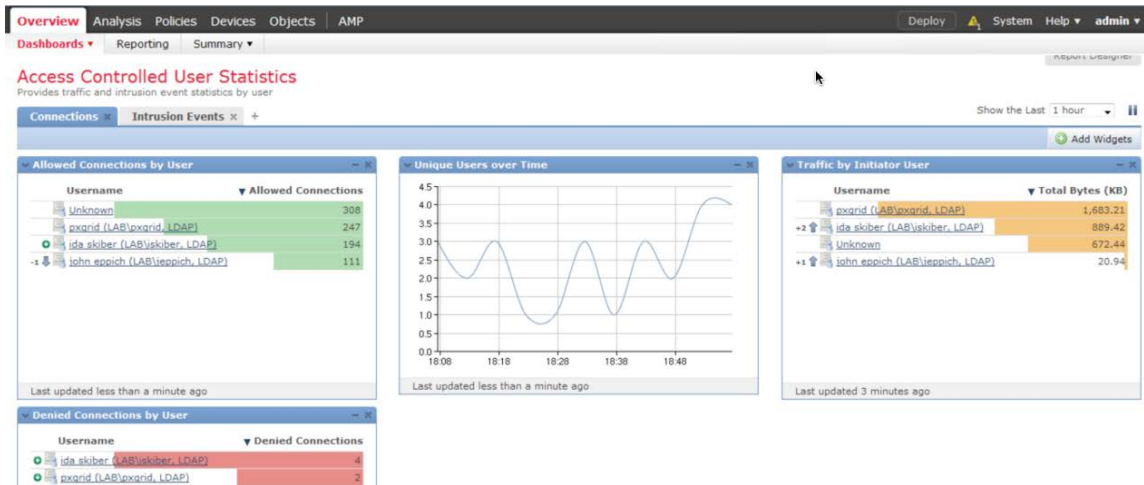 Overview Analysis Policies Devices Objects AMP Deploy 1 System Help ▾ admin ▾
Dashboards ▾ Reporting Summary ▾
Report Designer
Access Controlled User Statistics
Provides traffic and intrusion event statistics by user
Show the Last 1 hour
Connections × Intrusion Events × +
Add Widgets
Allowed Connections by User
Username ▼ Allowed Connections
Unknown 308
pxgrid (LAB\pxgrid, LDAP) 247
ida skiber (LAB\iskiber, LDAP) 194
-1 john eppich (LAB\jeppich, LDAP) 111
Last updated less than a minute ago
Unique Users over Time
4.5
4.0
3.5
3.0
2.5
2.0
1.5
1.0
0.5
0.0
18:08 18:18 18:28 18:38 18:48
Last updated less than a minute ago
Traffic by Initiator User
Username ▼ Total Bytes (KB)
pxgrid (LAB\pxgrid, LDAP) 1,683.21
+2 ida skiber (LAB\iskiber, LDAP) 889.42
Unknown 672.44
+1 john eppich (LAB\jeppich, LDAP) 20.94
Last updated 3 minutes ago
Denied Connections by User
Username ▼ Denied Connections
ida skiber (LAB\iskiber, LDAP) 4
pxgrid (LAB\pxgrid, LDAP) 2